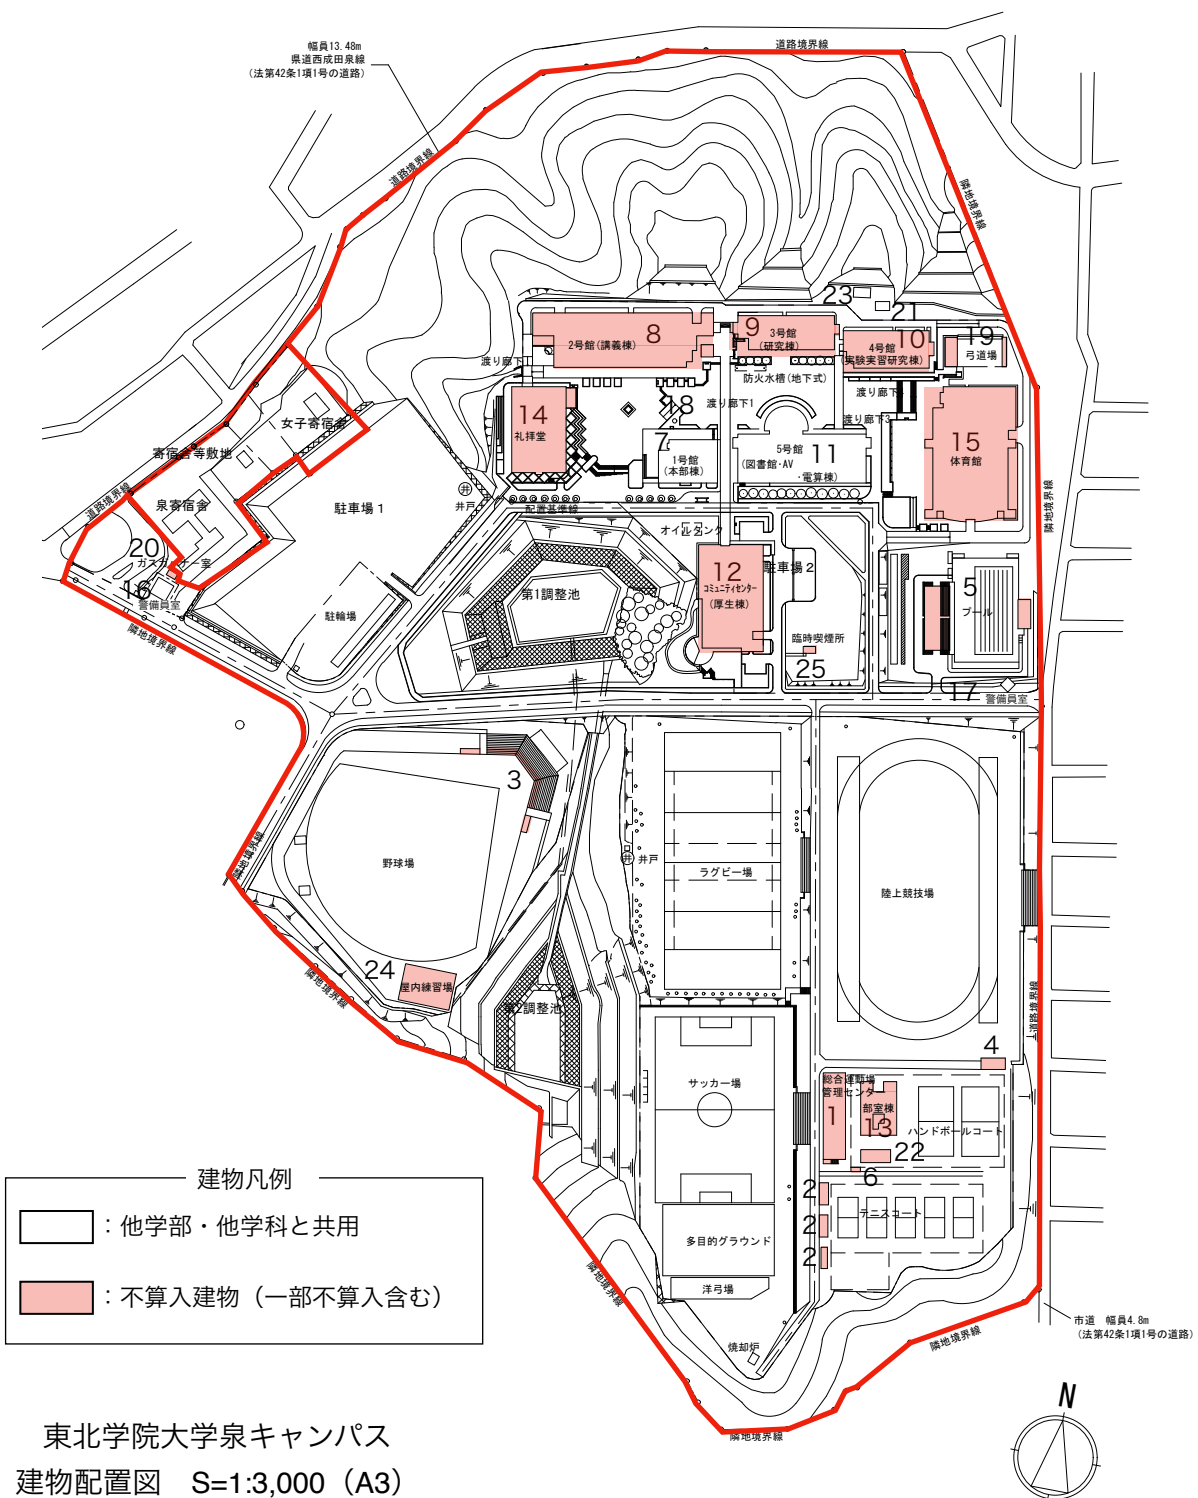 幅員13.48m
県道西成田泉線
(法第42条1項1号の道路)
道路境界線
道路境界線
隣地境界線
23
21
8
2号館(講義棟)
9
3号館
(研究棟)
10
4号館
(実験実習研究棟)
19
弓道場
渡り廊下
防火水槽(地下式)
14
礼拝堂
18
渡り廊下1
渡り廊下3
渡り廊下
15
体育館
7
1号館
(本部棟)
11
5号館
(図書館・AV
・電算棟)
女子寄宿舎
寄宿舎等敷地
道路境界線
泉寄宿舎
駐車場1
井
井戸
配置基準線
オイルタンク
隣地境界線
20
ガスガバナー室
16
警備員室
駐輪場
隣地境界線
第1調整池
12
コミュニティセンター
(厚生棟)
駐車場2
臨時喫煙所
25
5
プール
17
警備員室
3
野球場
隣地境界線
井 井戸
ラグビー場
陸上競技場
24
屋内練習場
隣地境界線
第2調整池
道路境界線
4
サッカー場
総合運動場
管理センター
1
部室棟
13
ハンドボールコート
22
6
2
テニスコート
2
2
多目的グラウンド
洋弓場
隣地境界線
焼却炉
隣地境界線
隣地境界線
市道 幅員4.8m
(法第42条1項1号の道路)
建物凡例
：他学部・他学科と共用
：不算入建物（一部不算入含む）
N
東北学院大学泉キャンパス
建物配置図 S=1:3,000（A3）